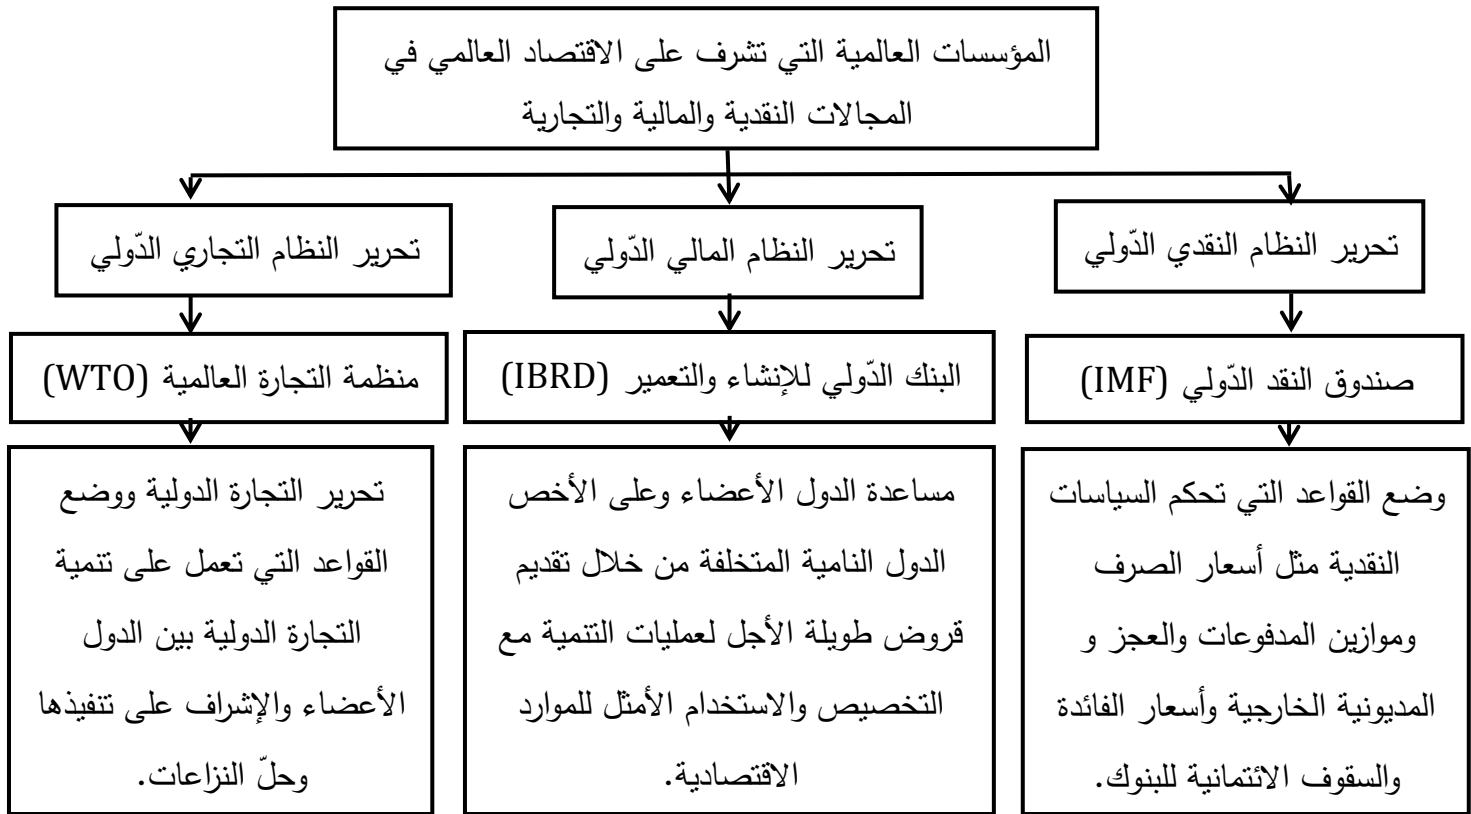 المؤسسات العالمية التي تشرف على الاقتصاد العالمي في
المجالات النقدية والمالية والتجارية
تحرير النظام النقدي الدّولي
تحرير النظام المالي الدّولي
تحرير النظام التجاري الدّولي
صندوق النقد الدّولي (IMF)
البنك الدّولي للإنشاء والتعمير (IBRD)
منظمة التجارة العالمية (WTO)
وضع القواعد التي تحكم السياسات
النقدية مثل أسعار الصرف
وموازين المدفوعات والعجز و
المديونية الخارجية وأسعار الفائدة
والسقوف الائتمانية للبنوك.
مساعدة الدول الأعضاء وعلى الأخص
الدول النامية المتخلفة من خلال تقديم
قروض طويلة الأجل لعمليات التنمية مع
التخصيص والاستخدام الأمثل للموارد
الاقتصادية.
تحرير التجارة الدولية ووضع
القواعد التي تعمل على تنمية
التجارة الدولية بين الدول
الأعضاء والإشراف على تنفيذها
وحلّ النزاعات.